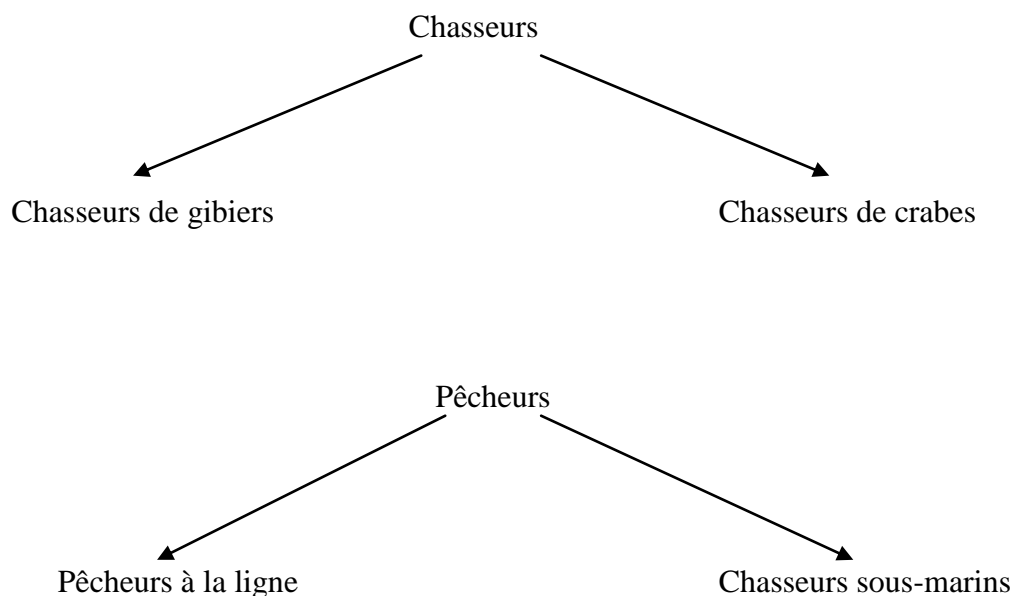 Chasseurs
Chasseurs de gibiers
Chasseurs de crabes
Pêcheurs
Pêcheurs à la ligne
Chasseurs sous-marins